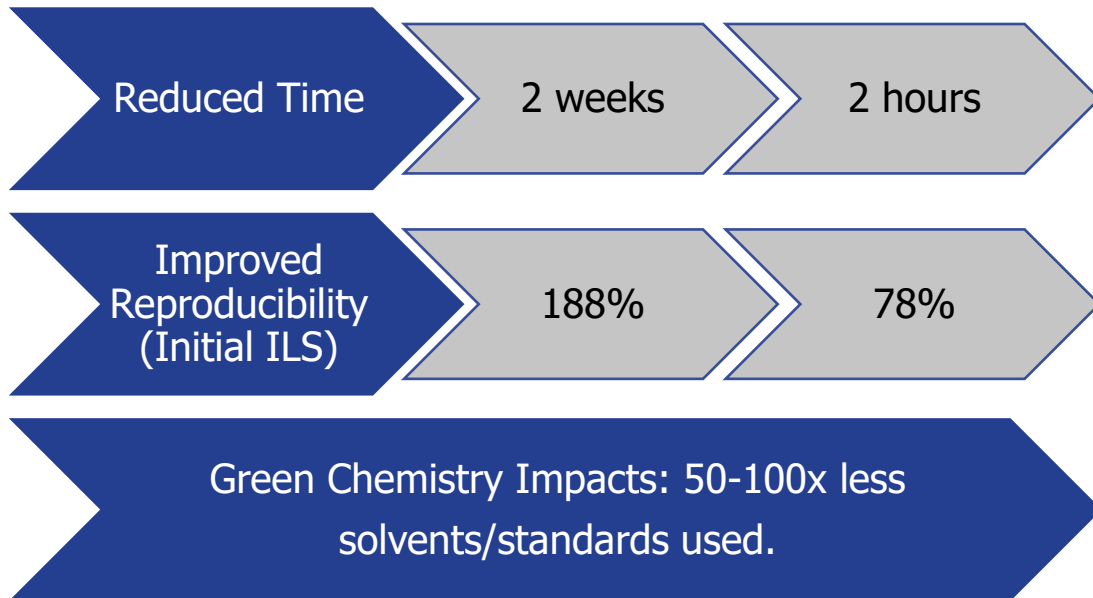 Reduced Time
2 weeks
2 hours
Improved
Reproducibility
(Initial ILS)
188%
78%
Green Chemistry Impacts: 50-100x less
solvents/standards used.